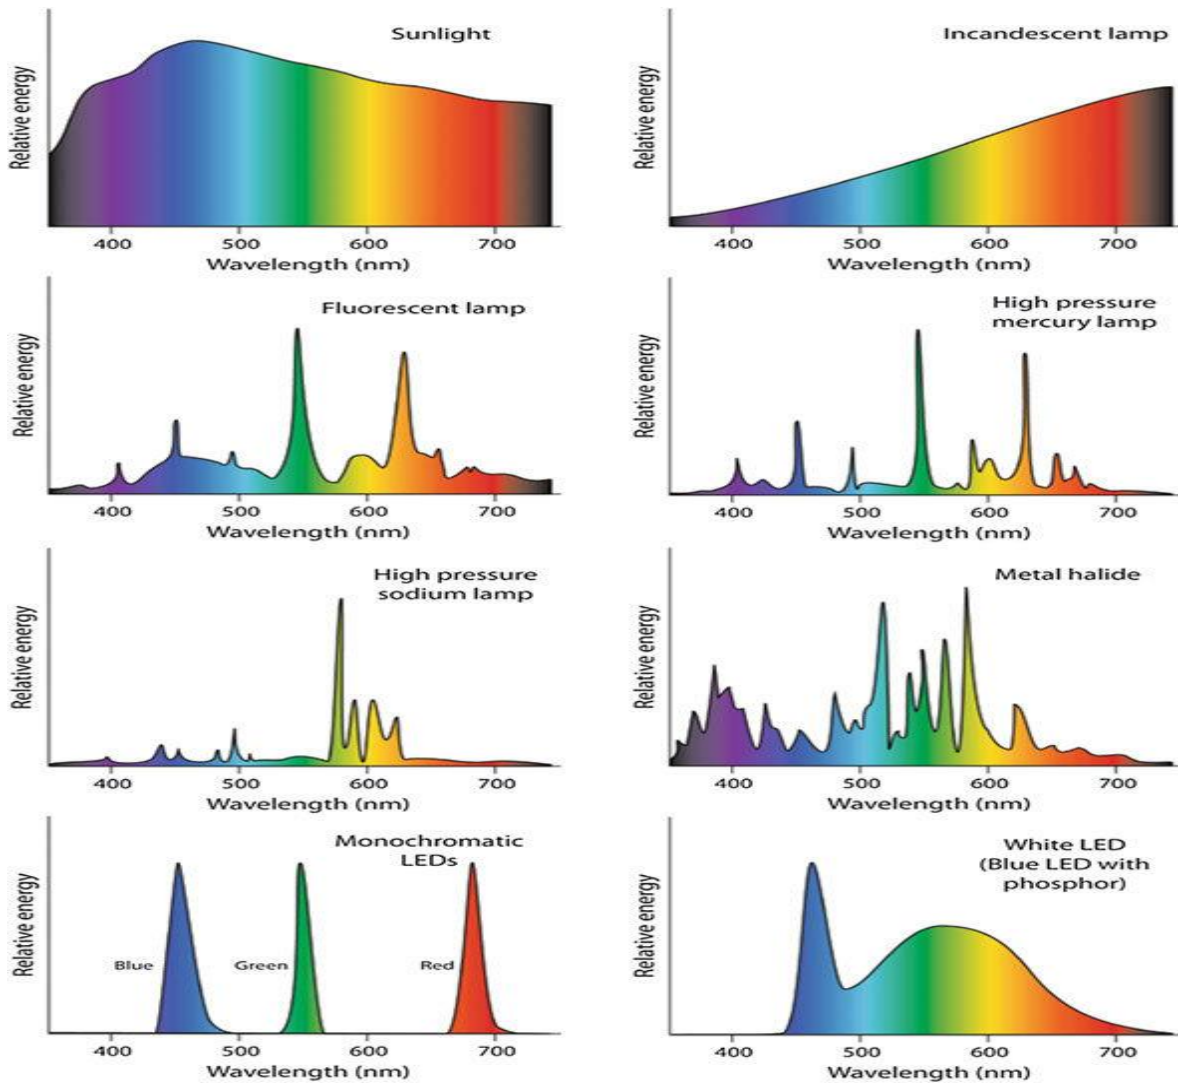 Sunlight
Relative energy
400 500 600 700
Wavelength (nm)
Incandescent lamp
Relative energy
400 500 600 700
Wavelength (nm)
Fluorescent lamp
Relative energy
400 500 600 700
Wavelength (nm)
High pressure
mercury lamp
Relative energy
400 500 600 700
Wavelength (nm)
High pressure
sodium lamp
Relative energy
400 500 600 700
Wavelength (nm)
Metal halide
Relative energy
400 500 600 700
Wavelength (nm)
Monochromatic
LEDs
Relative energy
Blue Green Red
400 500 600 700
Wavelength (nm)
White LED
(Blue LED with
phosphor)
Relative energy
400 500 600 700
Wavelength (nm)